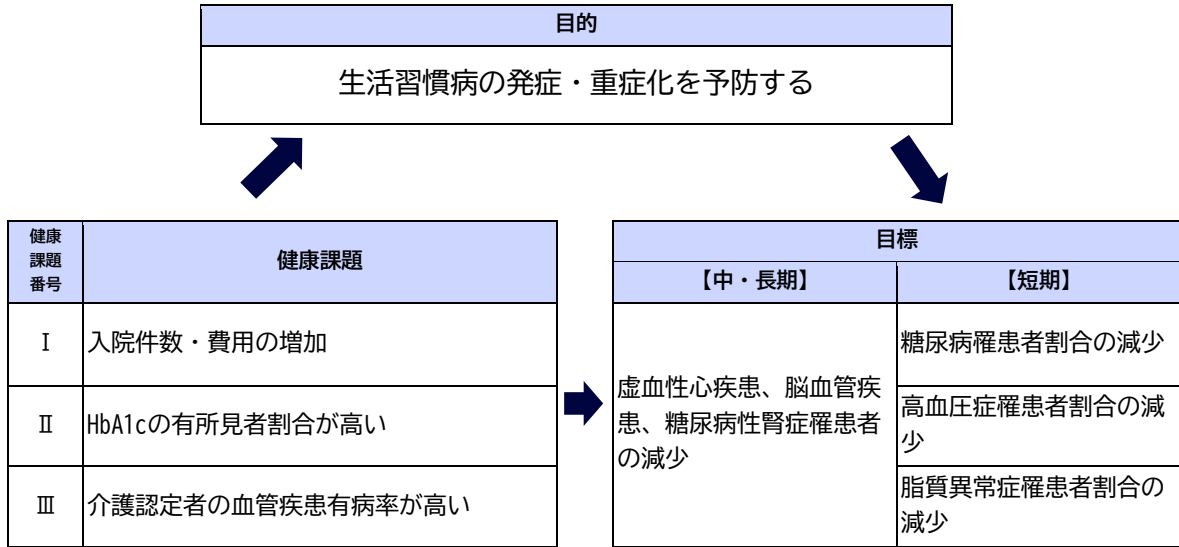 目的
生活習慣病の発症・重症化を予防する
健康
課題
番号
健康課題
Ⅰ
入院件数・費用の増加
Ⅱ
HbA1cの有所見者割合が高い
Ⅲ
介護認定者の血管疾患有病率が高い
目標
【中・長期】
【短期】
虚血性心疾患、脳血管疾
患、糖尿病性腎症罹患者
の減少
糖尿病罹患者割合の減少
高血圧症罹患者割合の減
少
脂質異常症罹患者割合の
減少